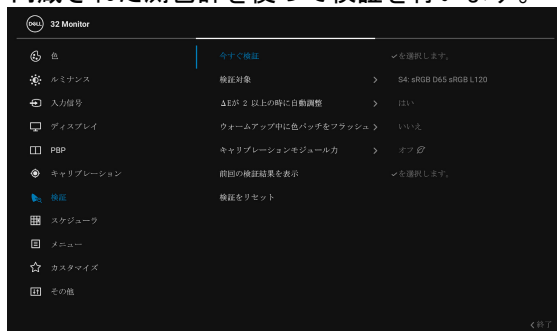 内蔵された測色計を使って検証を行います。
DELL 32 Monitor
色
今すぐ検証 ✓を選択します。
ルミナンス
検証対象 > S4: sRGB D65 sRGB L120
入力信号
ΔEが 2 以上の時に自動調整 > はい
ディスプレイ
ウォームアップ中に色パッチをフラッシュ > いいえ
PBP
キャリブレーションモジュール力 > オフ
キャリブレーション
前回の検証結果を表示 ✓を選択します。
検証
検証をリセット
スケジューラ
メニュー
カスタマイズ
その他
<終了